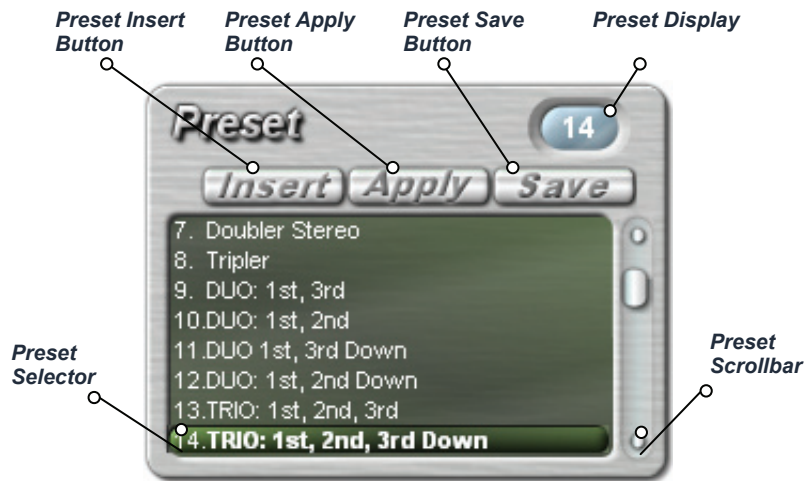 Preset Insert Button
Preset Apply Button
Preset Save Button
Preset Display
Preset
14
Insert
Apply
Save
7. Doubler Stereo
8. Tripler
9. DUO: 1st, 3rd
10.DUO: 1st, 2nd
11.DUO 1st, 3rd Down
12.DUO: 1st, 2nd Down
13.TRIO: 1st, 2nd, 3rd
14.TRIO: 1st, 2nd, 3rd Down
Preset
Selector
Preset
Scrollbar